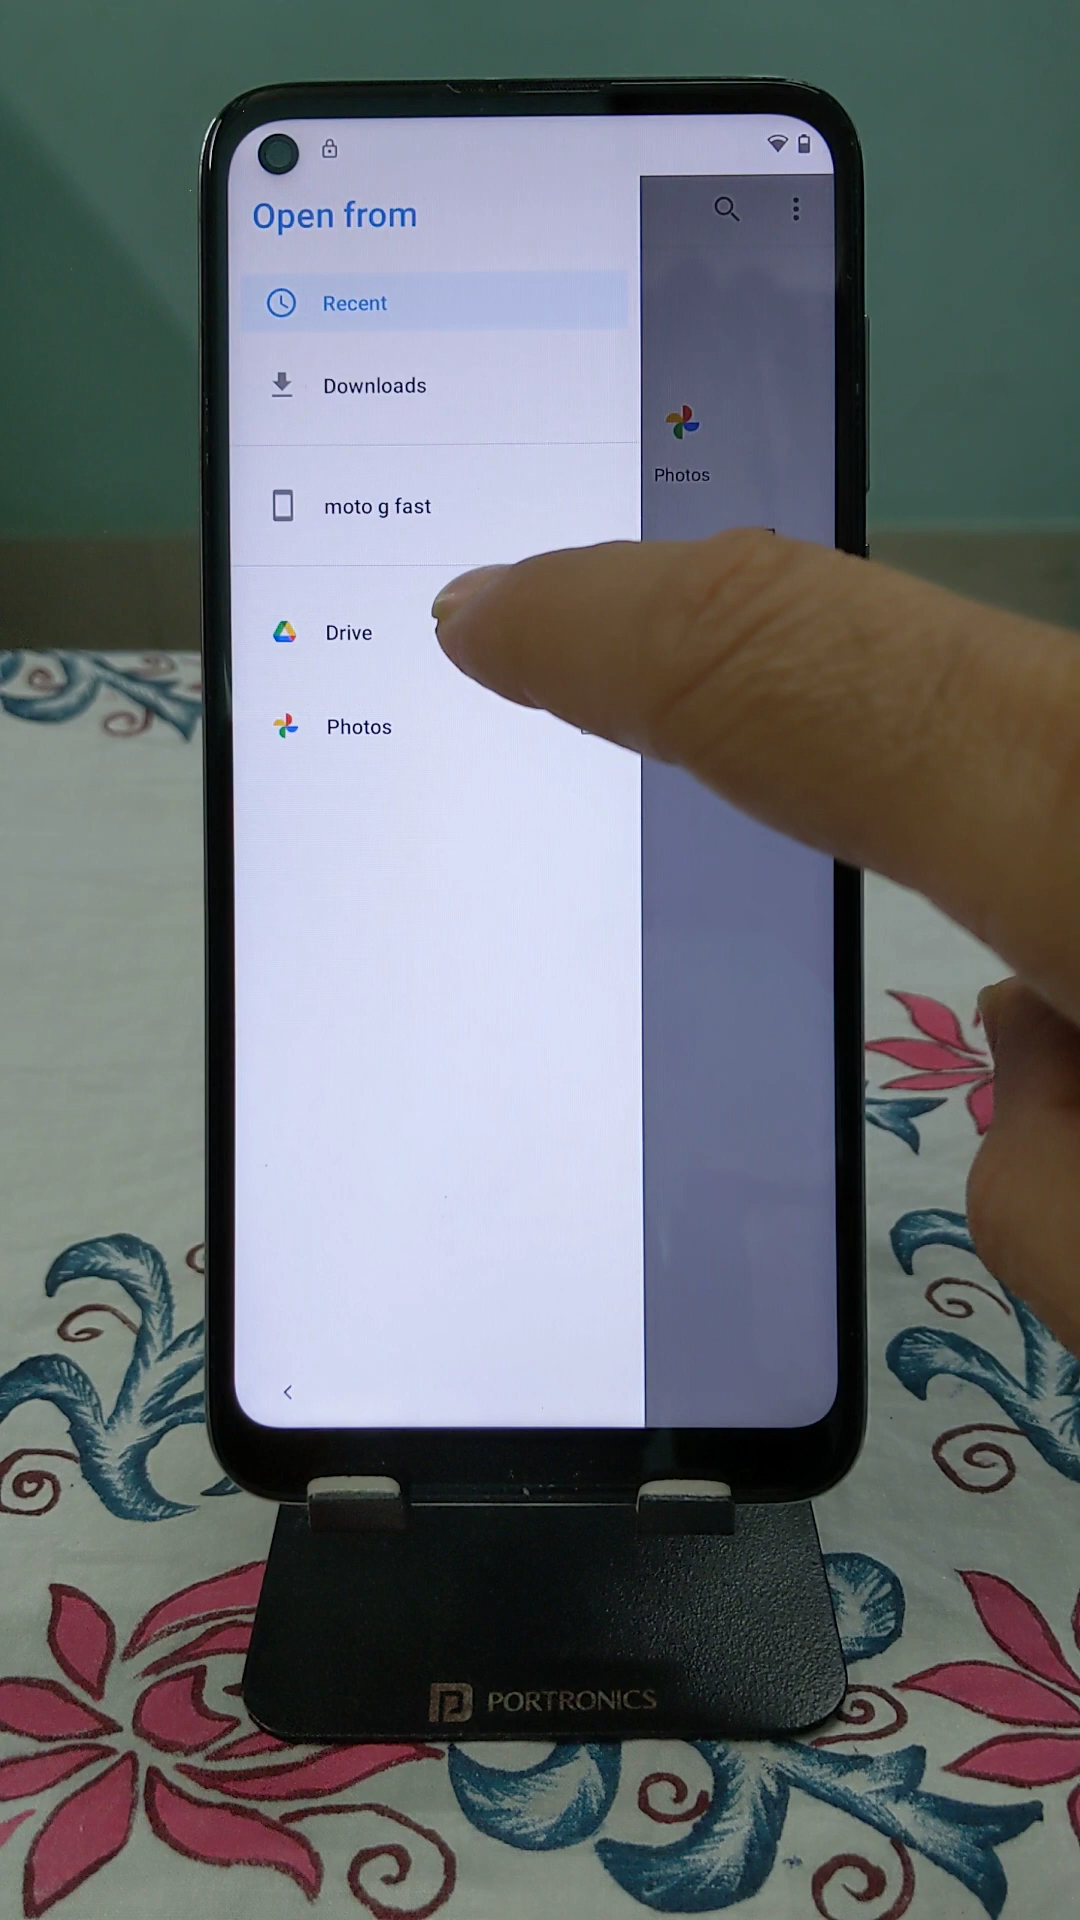 Open from
Recent
Downloads
Photos
moto g fast
Drive
Photos
PORTRONICS